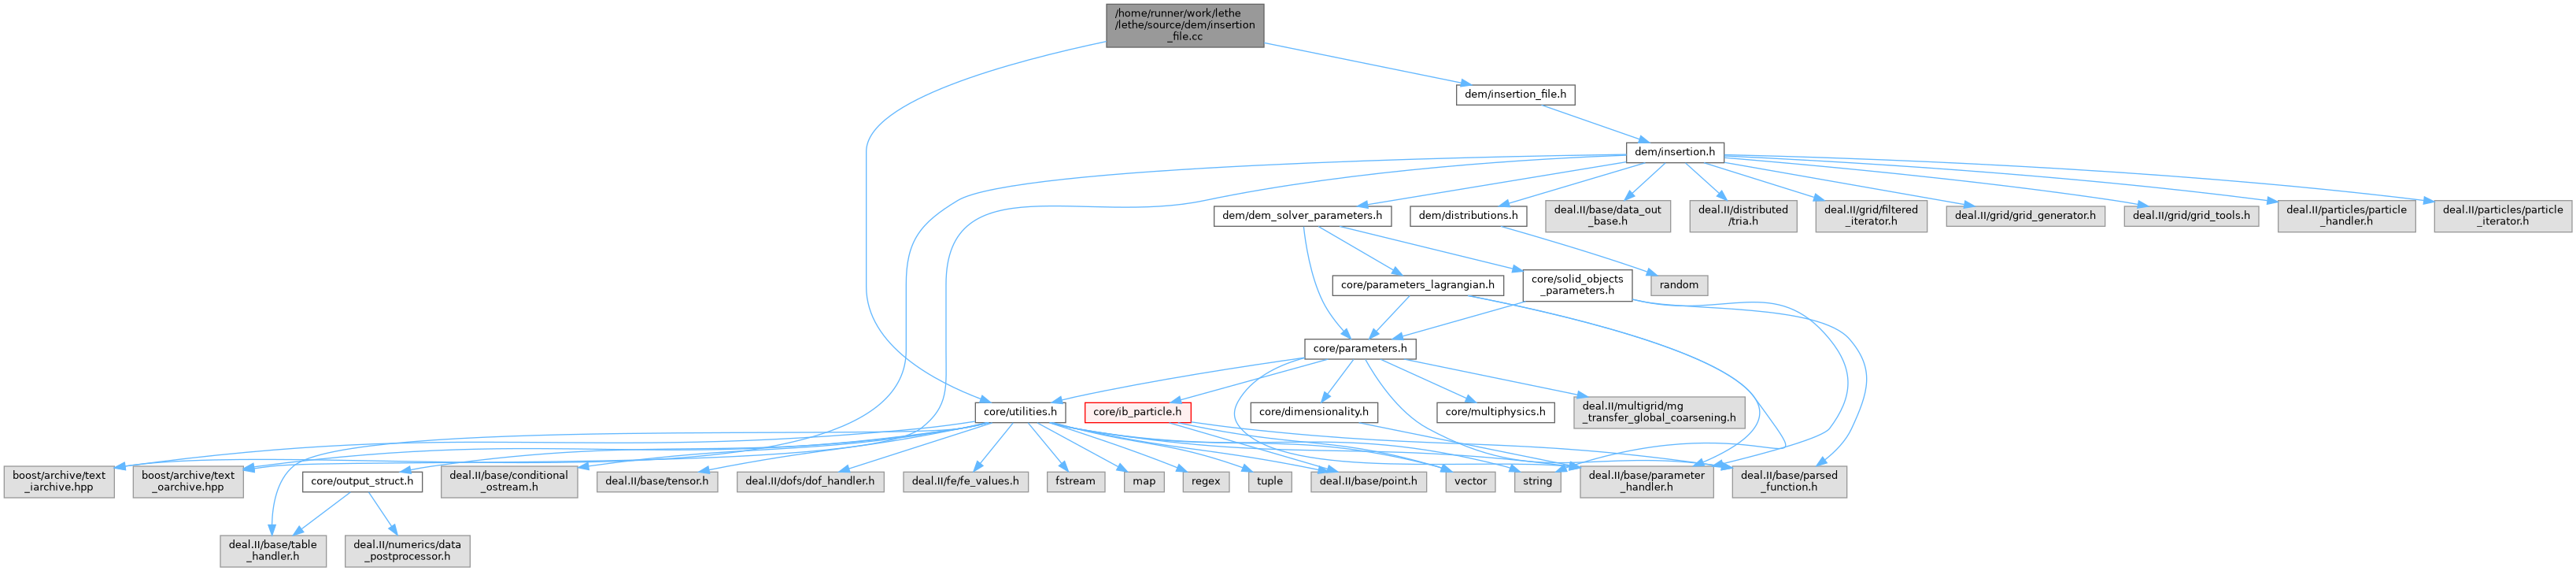 /home/runner/work/lethe
/lethe/source/dem/insertion
_file.cc
dem/insertion_file.h
dem/insertion.h
dem/dem_solver_parameters.h
dem/distributions.h
deal.II/base/data_out
_base.h
deal.II/distributed
/tria.h
deal.II/grid/filtered
_iterator.h
deal.II/grid/grid_generator.h
deal.II/grid/grid_tools.h
deal.II/particles/particle
_handler.h
deal.II/particles/particle
_iterator.h
core/parameters_lagrangian.h
core/solid_objects
_parameters.h
random
core/parameters.h
core/utilities.h
core/ib_particle.h
core/dimensionality.h
core/multiphysics.h
deal.II/multigrid/mg
_transfer_global_coarsening.h
boost/archive/text
_iarchive.hpp
boost/archive/text
_oarchive.hpp
core/output_struct.h
deal.II/base/conditional
_ostream.h
deal.II/base/tensor.h
deal.II/dofs/dof_handler.h
deal.II/fe/fe_values.h
fstream
map
regex
tuple
deal.II/base/point.h
vector
string
deal.II/base/parameter
_handler.h
deal.II/base/parsed
_function.h
deal.II/base/table
_handler.h
deal.II/numerics/data
_postprocessor.h